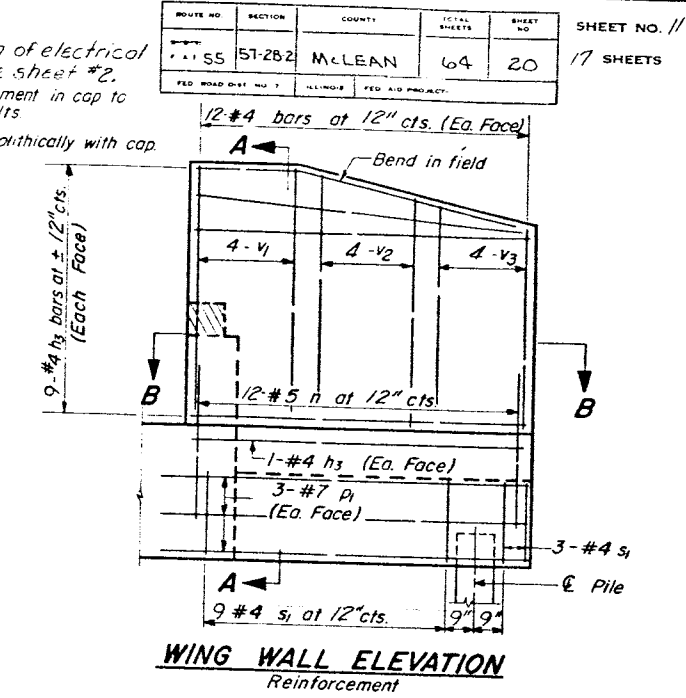 ROUTE NO. SECTION COUNTY TOTAL SHEETS SHEET NO
F.A.I 55 57-28-2 McLEAN 64 20
FED ROAD DIST NO. 7 ILLINOIS FED AID PROJECT-
SHEET NO. 11
17 SHEETS
of electrical
sheet #2.
ment in cap to
lts.
olithically with cap.
12-#4 bars at 12" cts. (Ea. Face)
A
Bend in field
9-#4 h3 bars at ± 12" cts.
(Each Face)
4-v1
4-v2
4-v3
B
B
12-#5 n at 12" cts
1-#4 h3 (Ea. Face)
3-#7 p1
(Ea. Face)
3-#4 s1
A
℄ Pile
9 #4 s1 at 12"cts.
9" 9"
WING WALL ELEVATION
Reinforcement